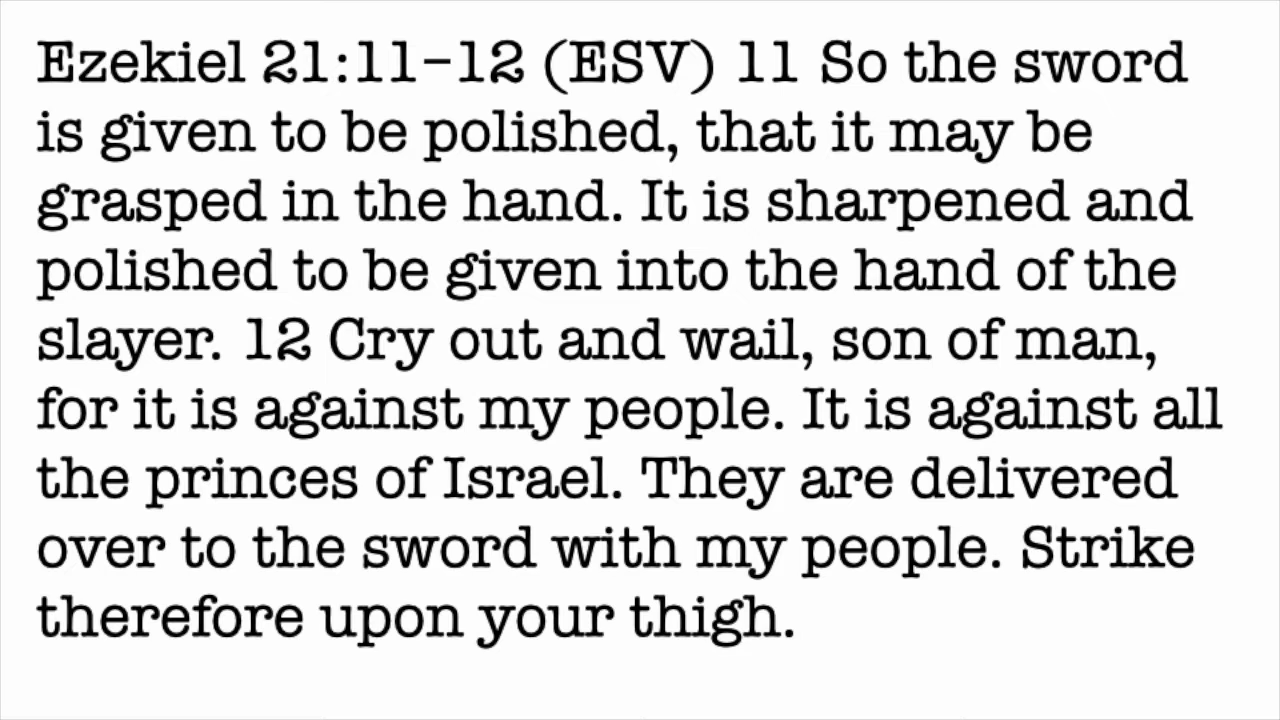 Ezekiel 21:11–12 (ESV) 11 So the sword
is given to be polished, that it may be
grasped in the hand. It is sharpened and
polished to be given into the hand of the
slayer. 12 Cry out and wail, son of man,
for it is against my people. It is against all
the princes of Israel. They are delivered
over to the sword with my people. Strike
therefore upon your thigh.